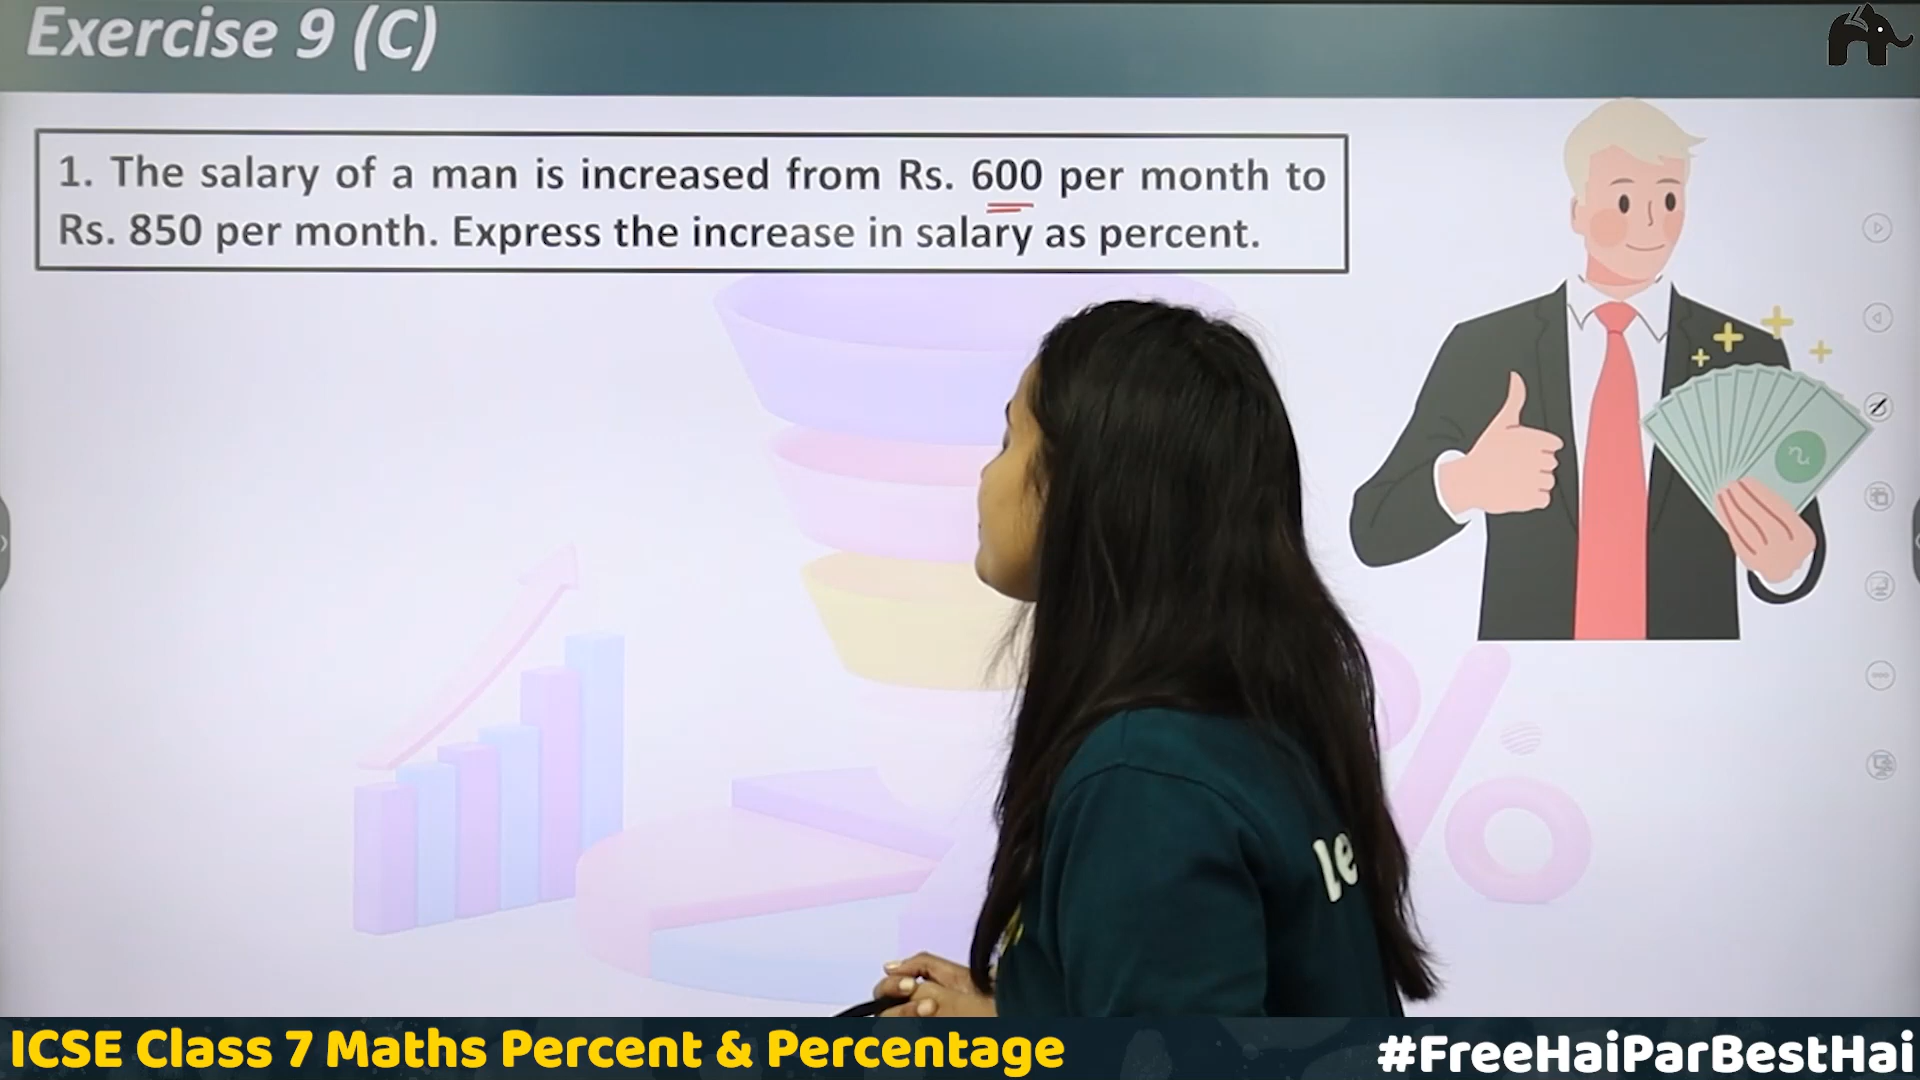 Exercise 9 (C)
1. The salary of a man is increased from Rs. 600 per month to
Rs. 850 per month. Express the increase in salary as percent.
le
ICSE Class 7 Maths Percent & Percentage
#FreeHaiParBestHai